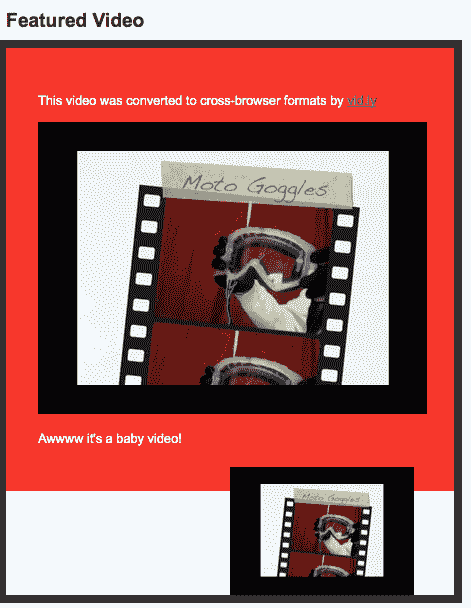 Featured Video
This video was converted to cross-browser formats by
Moto Goggles
Awwww it's a baby video!
Moto Goggles